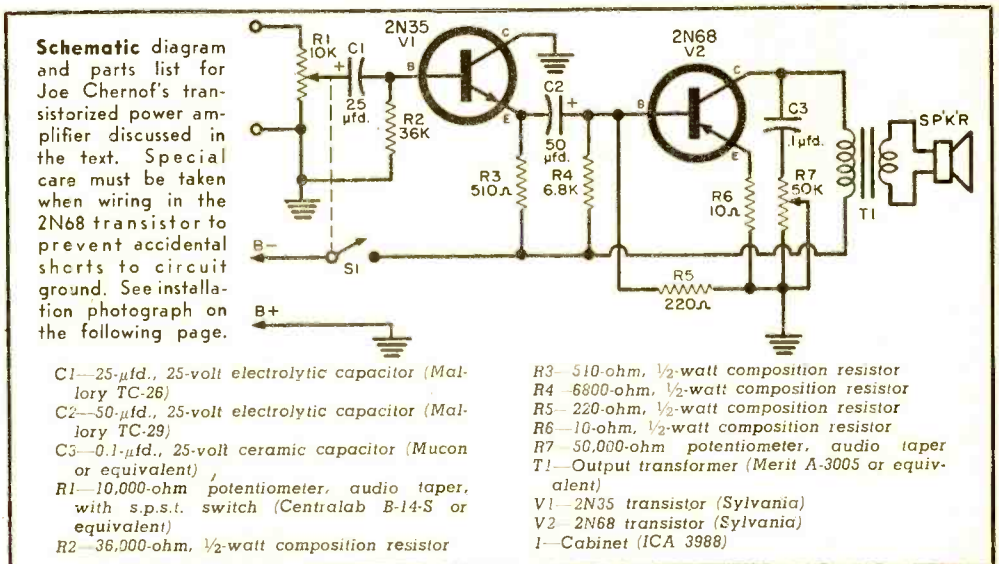 Schematic diagram
and parts list for
Joe Chernof's tran-
sistorized power am-
plifier discussed in
the text. Special
care must be taken
when wiring in the
2N68 transistor to
prevent accidental
shorts to circuit
ground. See installa-
tion photograph on
the following page.
R1
10K
C1
+
25
μfd.
R2
36K
2N35
V1
B
C
E
C2
+
50
μfd.
R3
510Ω
R4
6.8K
2N68
V2
B
C
E
C3
.1μfd.
R6
10Ω
R7
50K
R5
220Ω
T1
SP'K'R
B-
S1
B+
C1—25-μfd., 25-volt electrolytic capacitor (Mal-
lory TC-26)
C2—50-μfd., 25-volt electrolytic capacitor (Mal-
lory TC-29)
C3—0.1-μfd., 25-volt ceramic capacitor (Mucon
or equivalent)
R1—10,000-ohm potentiometer, audio taper,
with s.p.s.t. switch (Centralab B-14-S or
equivalent)
R2—36,000-ohm, ½-watt composition resistor
R3—510-ohm, ½-watt composition resistor
R4—6800-ohm, ½-watt composition resistor
R5—220-ohm, ½-watt composition resistor
R6—10-ohm, ½-watt composition resistor
R7—50,000-ohm potentiometer, audio taper
T1—Output transformer (Merit A-3005 or equiv-
alent)
V1—2N35 transistor (Sylvania)
V2—2N68 transistor (Sylvania)
1—Cabinet (ICA 3988)